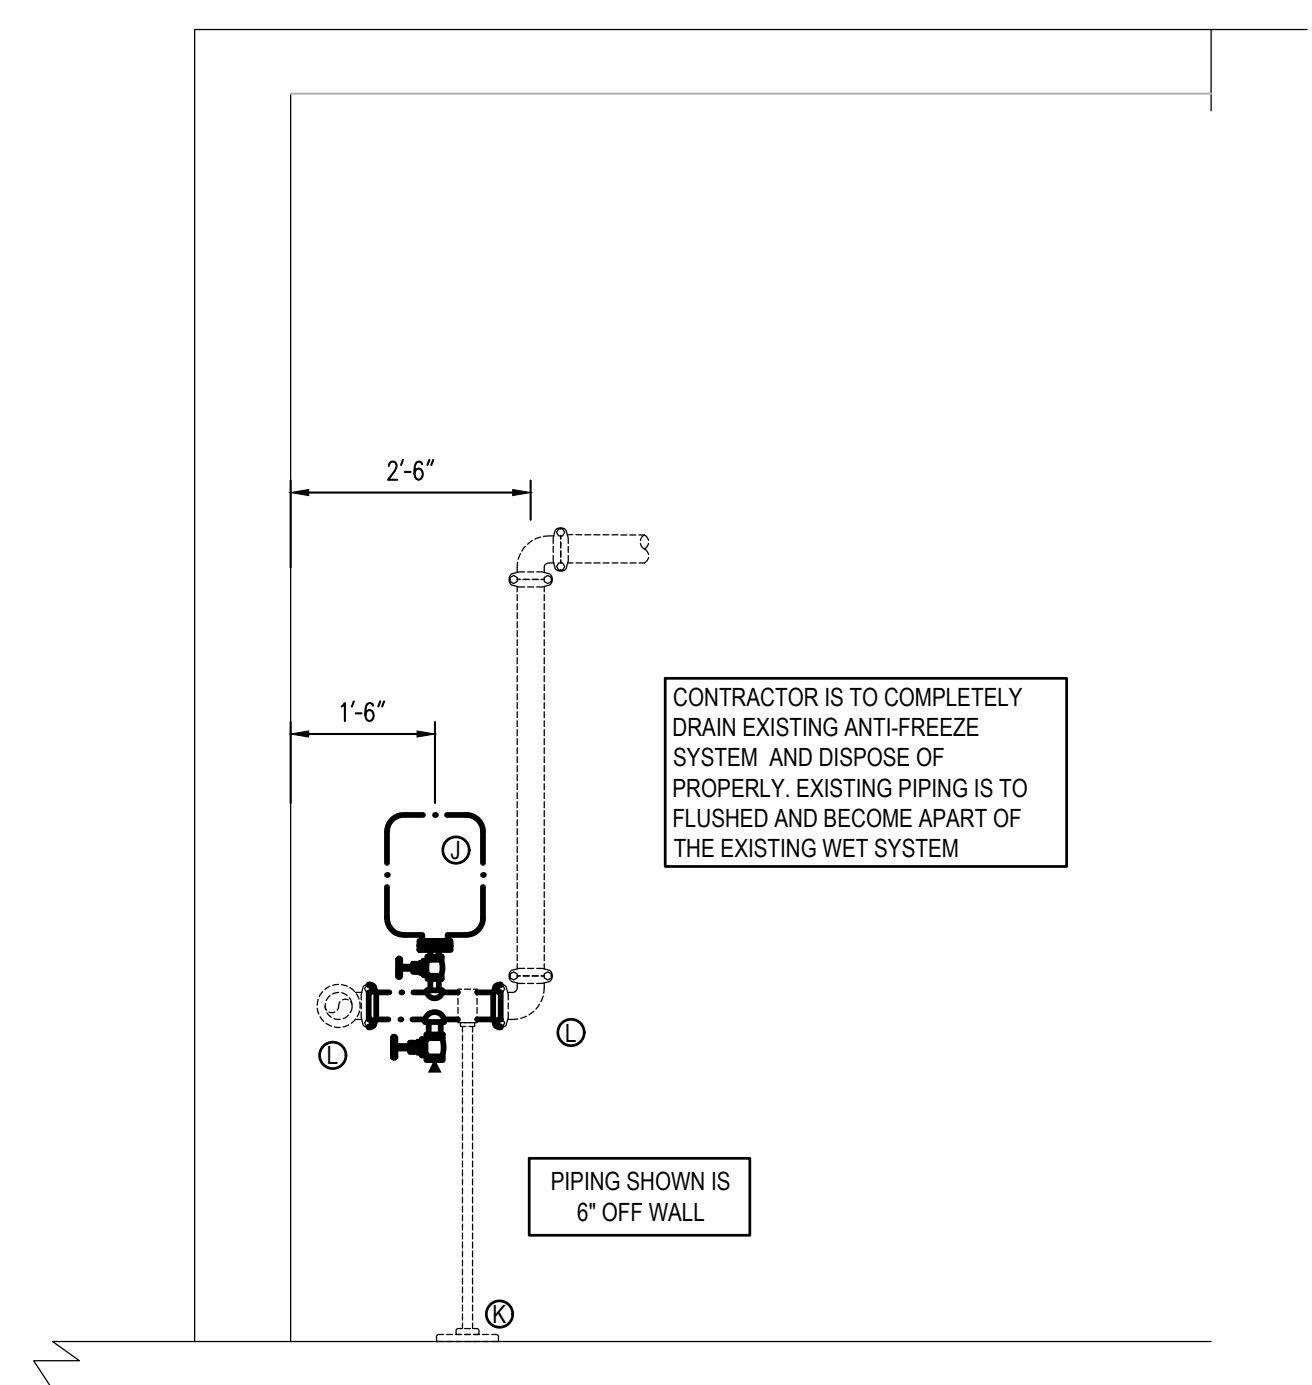 2'-6"
1'-6"
CONTRACTOR IS TO COMPLETELY
DRAIN EXISTING ANTI-FREEZE
SYSTEM AND DISPOSE OF
PROPERLY. EXISTING PIPING IS TO
FLUSHED AND BECOME APART OF
THE EXISTING WET SYSTEM
J
L
L
PIPING SHOWN IS
6" OFF WALL
K